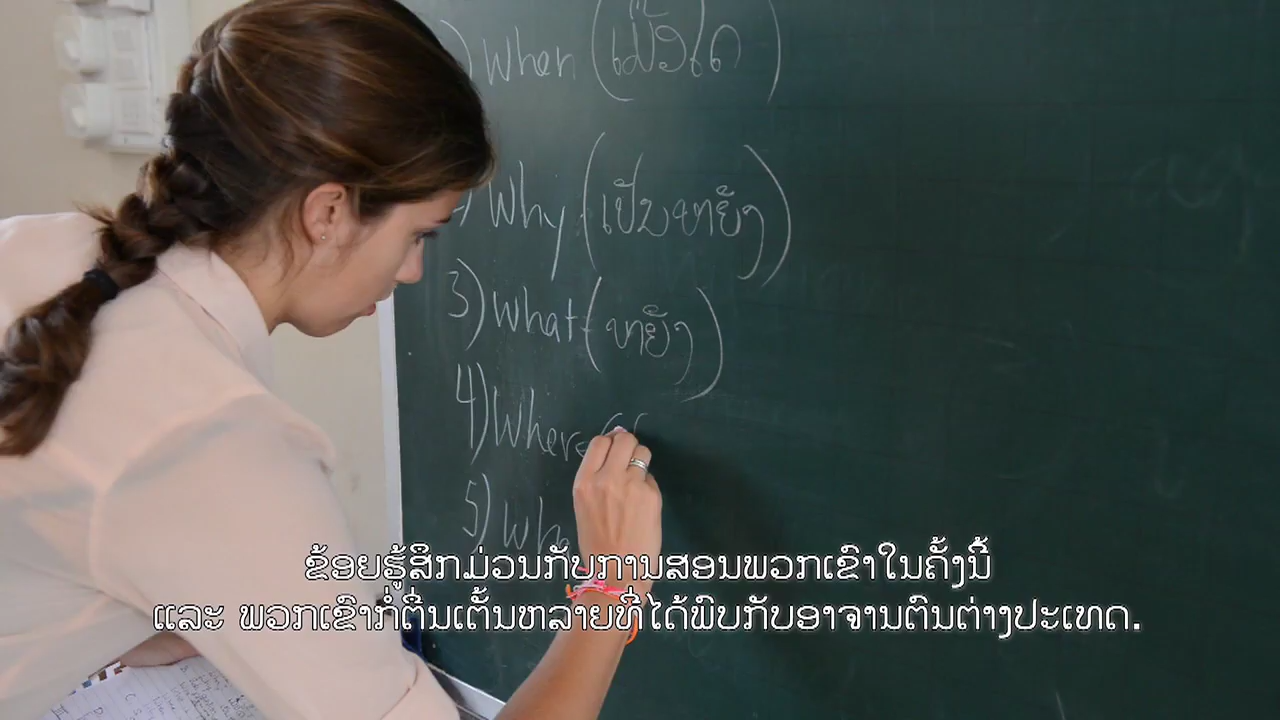 ) When (ເມື່ອໃດ)
) Why (ເປັນຫຍັງ)
3) What (ຫຍັງ)
4) Where (
5) Wh
ຂ້ອຍຮູ້ສຶກມ່ວນກັບການສອນພວກເຂົາໃນຄັ້ງນີ້
ແລະ ພວກເຂົາກໍ່ຕື່ນເຕັ້ນຫລາຍທີ່ໄດ້ພົບກັບອາຈານຕົນຕ່າງປະເທດ.